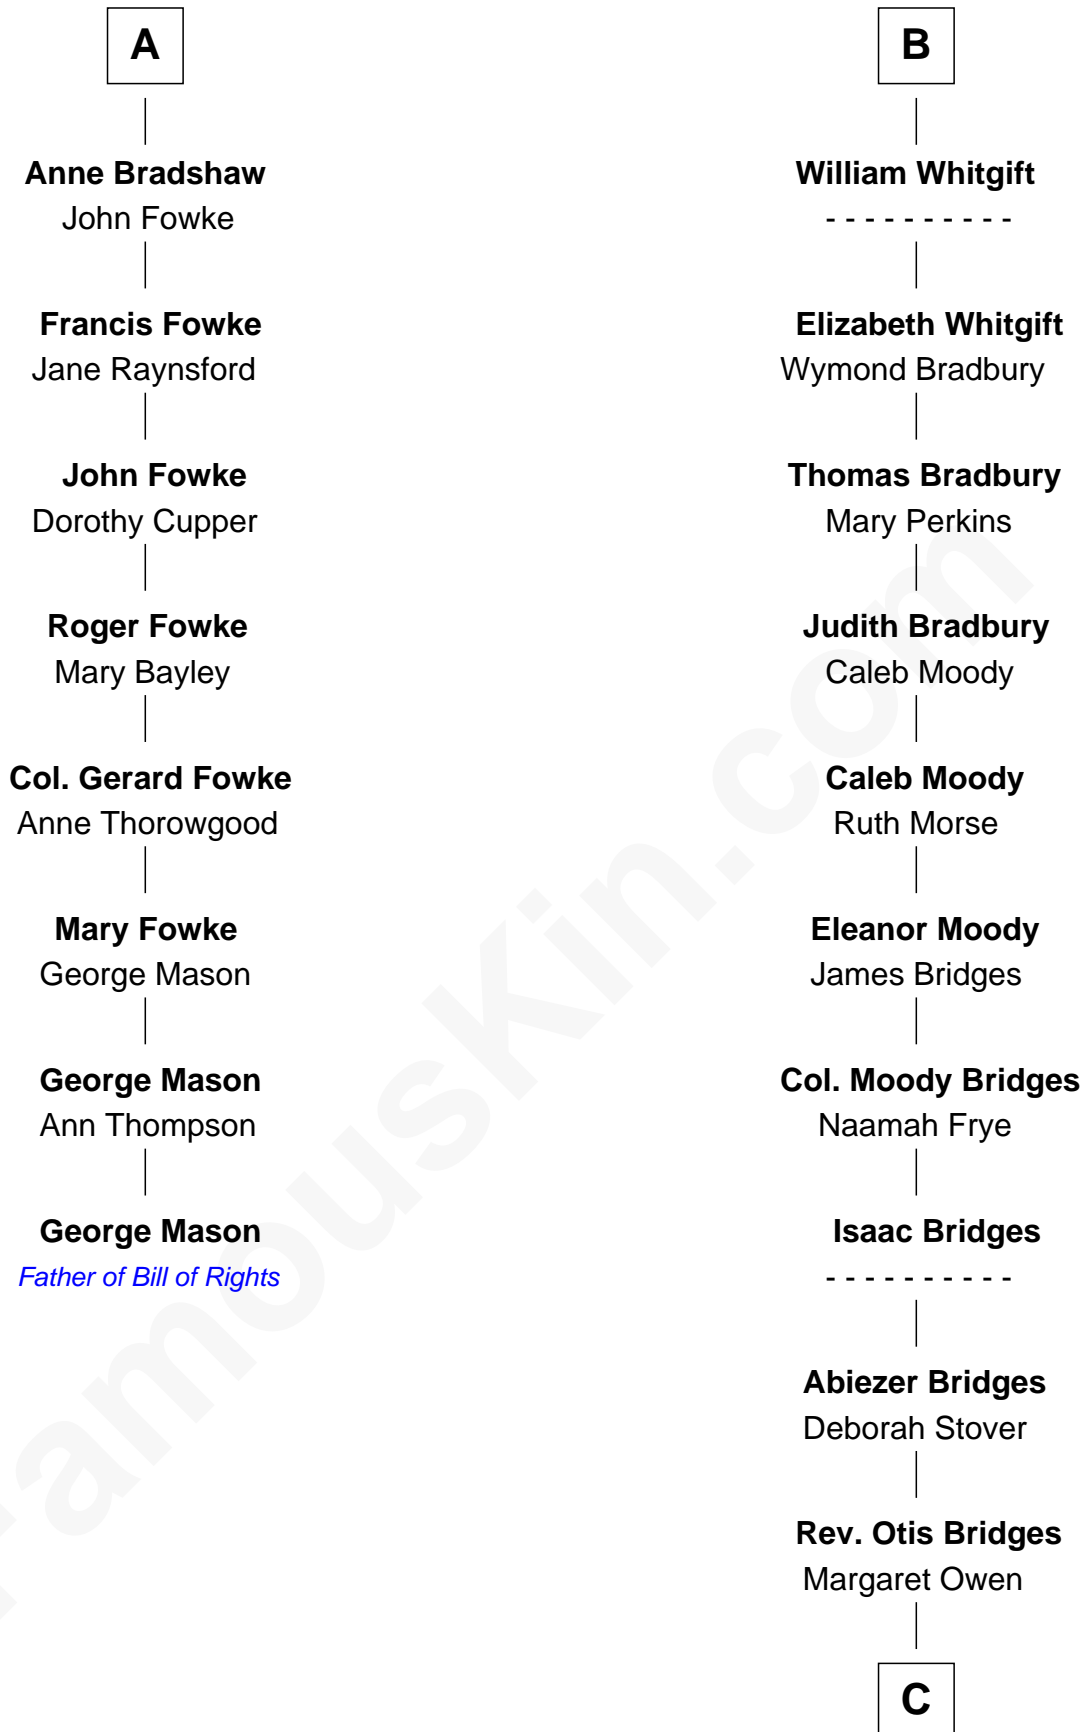 A
Anne Bradshaw
John Fowke
Francis Fowke
Jane Raynsford
John Fowke
Dorothy Cupper
Roger Fowke
Mary Bayley
Col. Gerard Fowke
Anne Thorowgood
Mary Fowke
George Mason
George Mason
Ann Thompson
George Mason
Father of Bill of Rights
B
William Whitgift
- - - - - - - - - -
Elizabeth Whitgift
Wymond Bradbury
Thomas Bradbury
Mary Perkins
Judith Bradbury
Caleb Moody
Caleb Moody
Ruth Morse
Eleanor Moody
James Bridges
Col. Moody Bridges
Naamah Frye
Isaac Bridges
- - - - - - - - - -
Abiezer Bridges
Deborah Stover
Rev. Otis Bridges
Margaret Owen
C
FamousKin.com